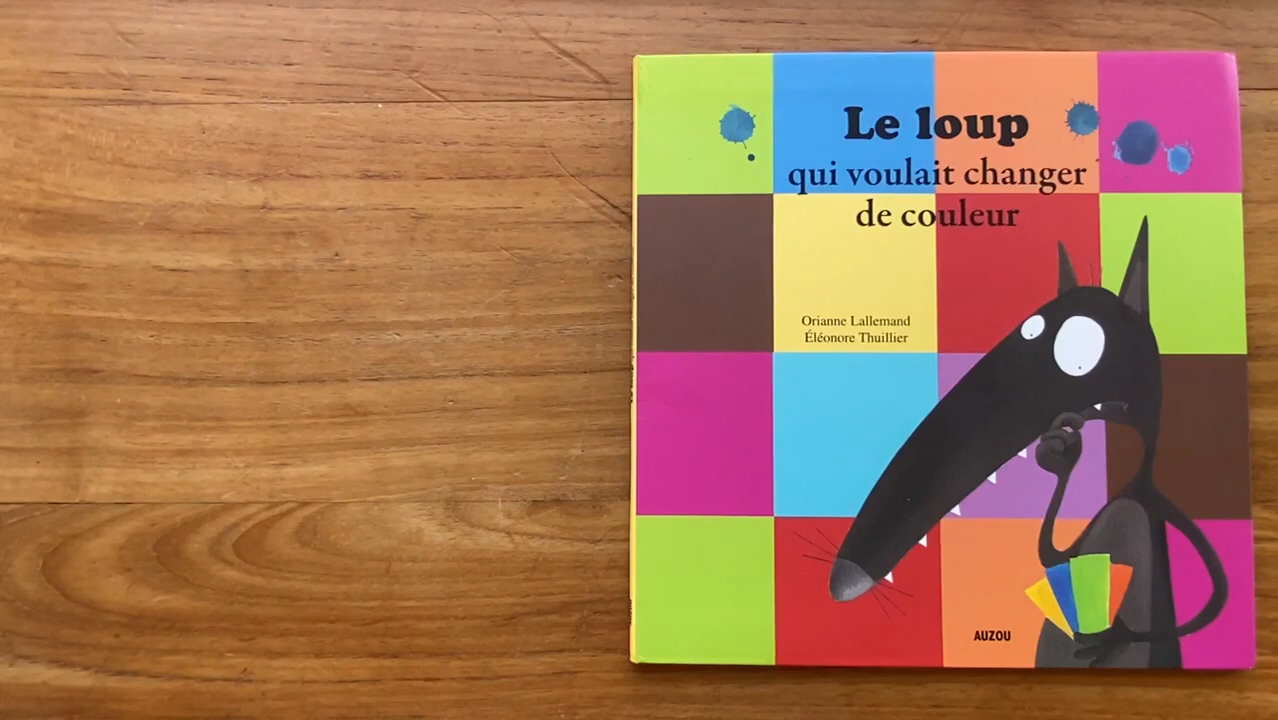 Le loup
qui voulait changer
de couleur
Orianne Lallemand
Éléonore Thuillier
AUZOU